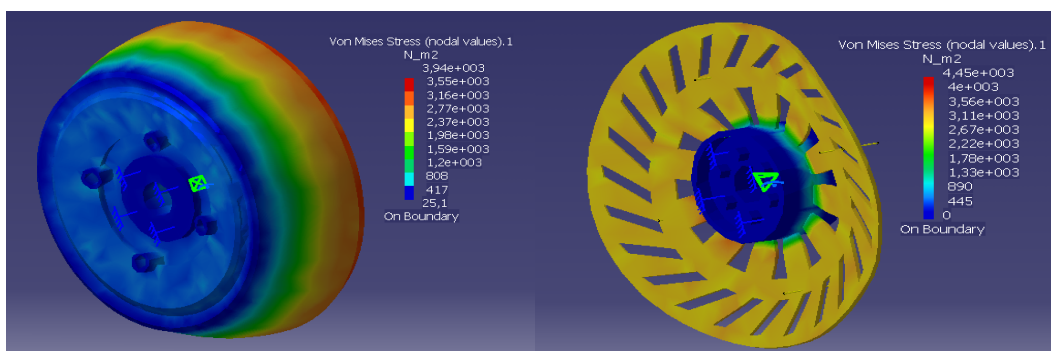 Von Mises Stress (nodal values).1
N_m2
3,94e+003
3,55e+003
3,16e+003
2,77e+003
2,37e+003
1,98e+003
1,59e+003
1,2e+003
808
417
25,1
On Boundary
Von Mises Stress (nodal values).1
N_m2
4,45e+003
4e+003
3,56e+003
3,11e+003
2,67e+003
2,22e+003
1,78e+003
1,33e+003
890
445
0
On Boundary